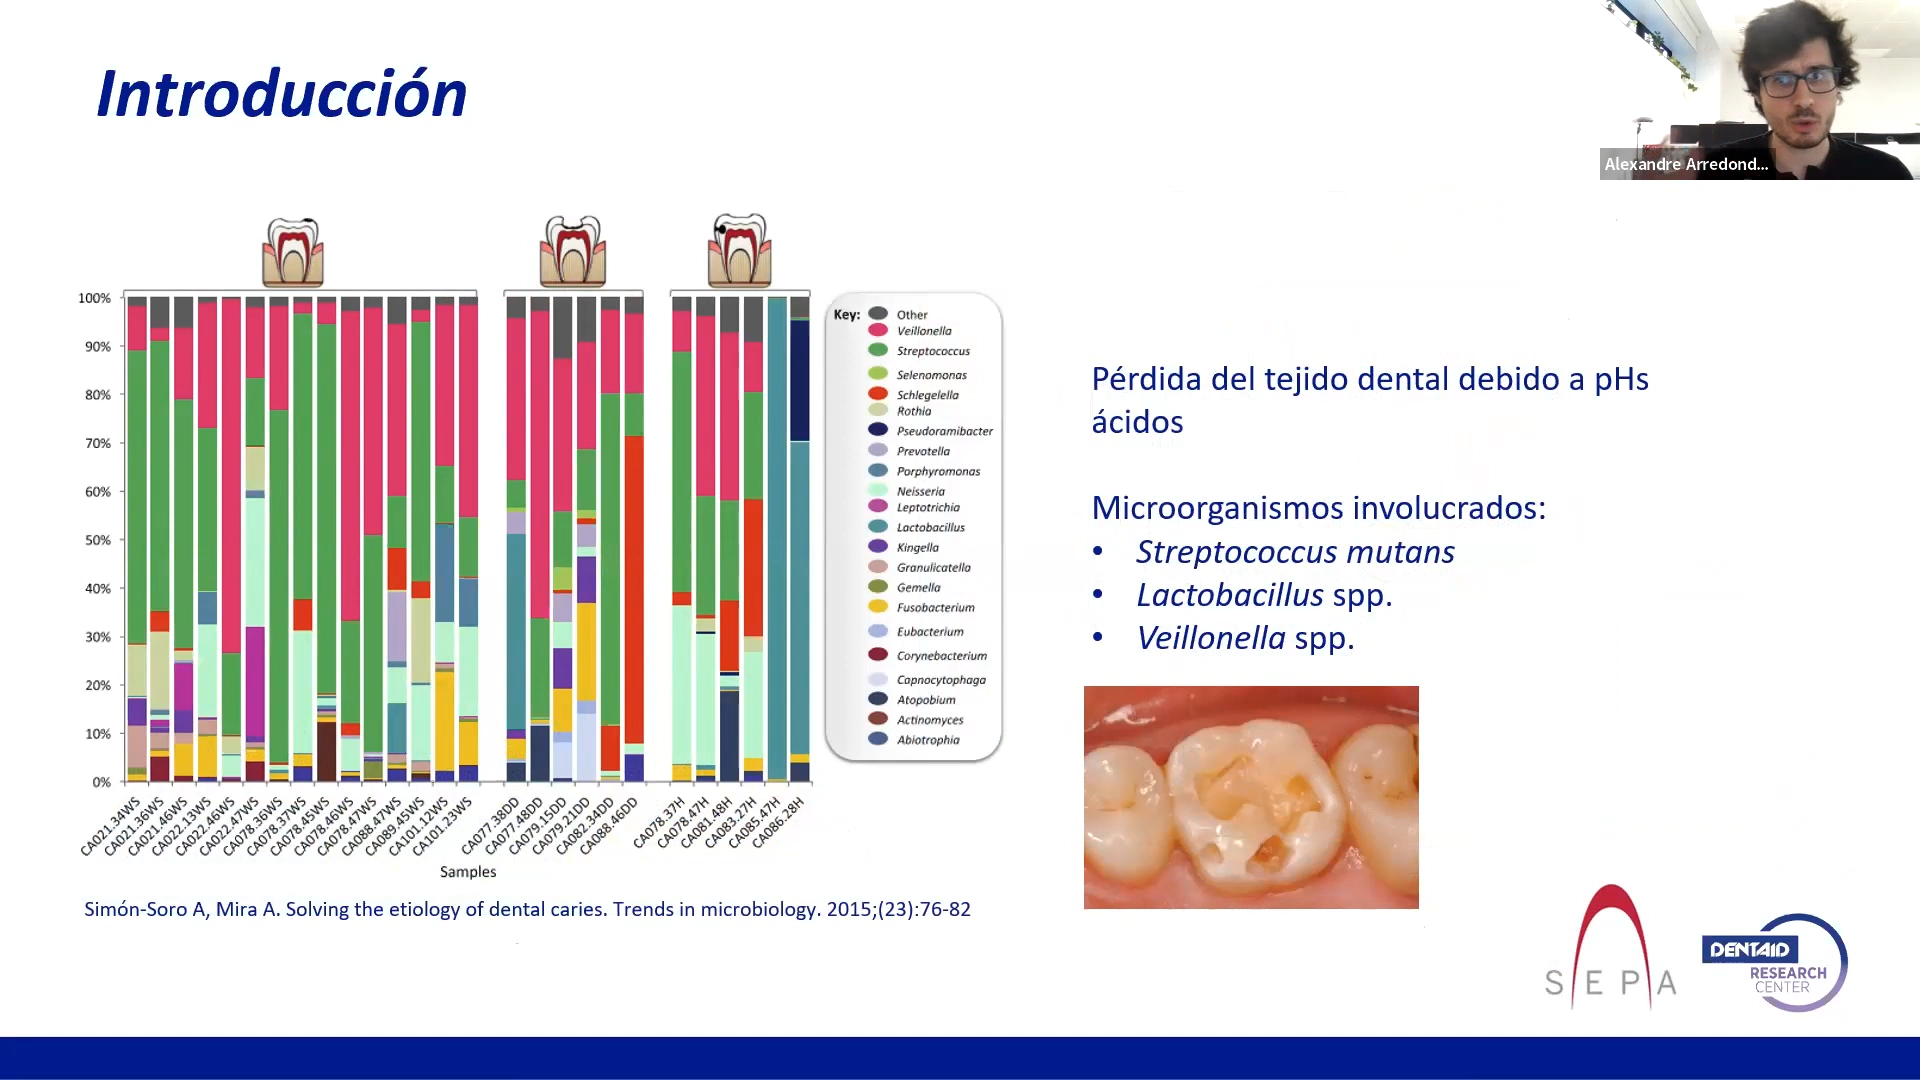 Introducción
Alexandre Arredond...
100%
90%
80%
70%
60%
50%
40%
30%
20%
10%
0%
CA021.34WS
CA021.36WS
CA021.46WS
CA022.13WS
CA022.46WS
CA022.47WS
CA078.36WS
CA078.37WS
CA078.45WS
CA078.46WS
CA078.47WS
CA088.47WS
CA089.45WS
CA101.12WS
CA101.23WS
CA077.38DD
CA077.48DD
CA079.15DD
CA079.21DD
CA082.34DD
CA088.46DD
CA078.37H
CA078.47H
CA081.48H
CA083.27H
CA085.47H
CA086.28H
Samples
Key:
Other
Veillonella
Streptococcus
Selenomonas
Schlegelella
Rothia
Pseudoramibacter
Prevotella
Porphyromonas
Neisseria
Leptotrichia
Lactobacillus
Kingella
Granulicatella
Gemella
Fusobacterium
Eubacterium
Corynebacterium
Capnocytophaga
Atopobium
Actinomyces
Abiotrophia
Simón-Soro A, Mira A. Solving the etiology of dental caries. Trends in microbiology. 2015;(23):76-82
Pérdida del tejido dental debido a pHs
ácidos
Microorganismos involucrados:
• Streptococcus mutans
• Lactobacillus spp.
• Veillonella spp.
SEPA
DENTAID
RESEARCH
CENTER